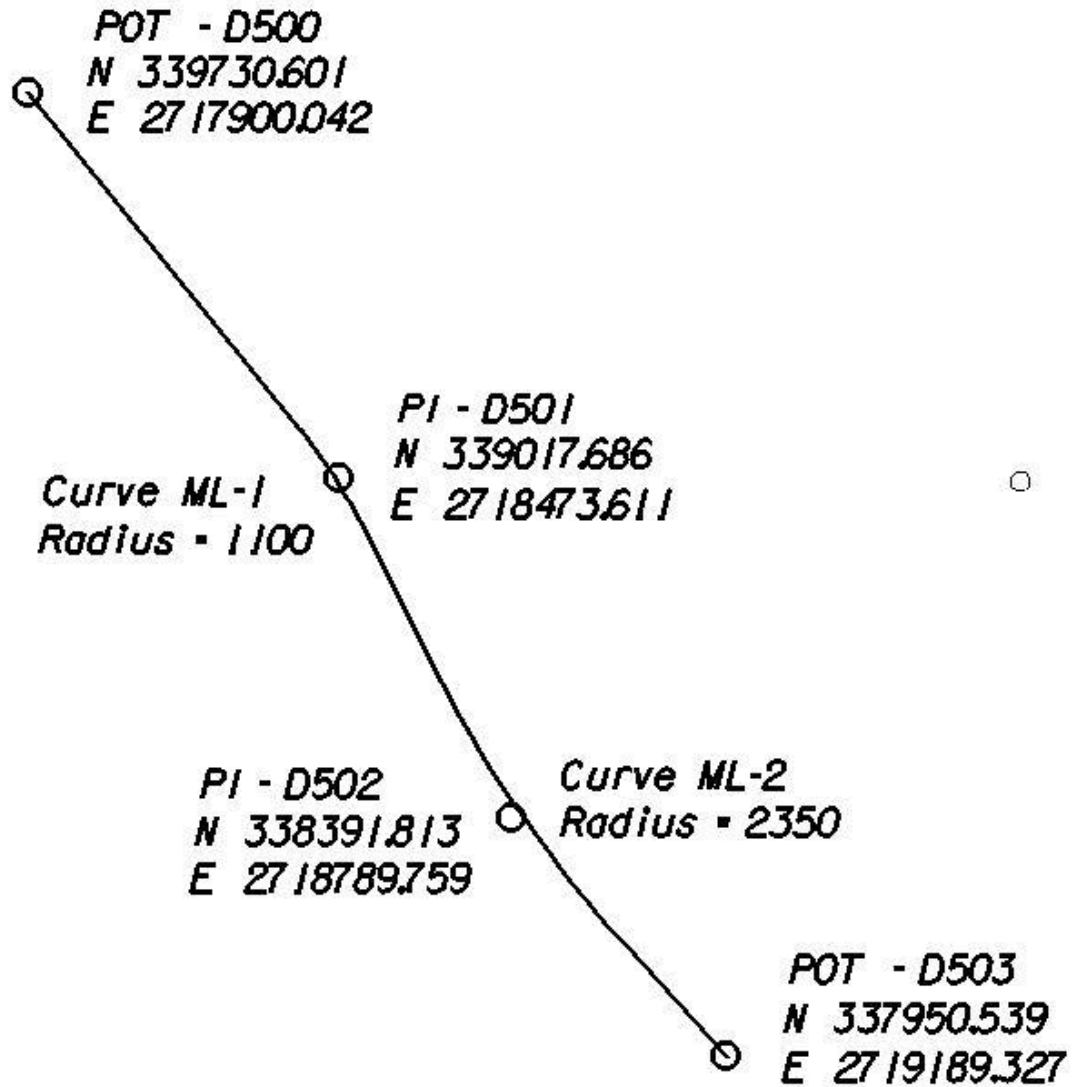 POT - D500
N 339730.601
E 2717900.042
PI - D501
N 339017.686
E 2718473.611
Curve ML-1
Radius = 1100
PI - D502
N 338391.813
E 2718789.759
Curve ML-2
Radius = 2350
POT - D503
N 337950.539
E 2719189.327